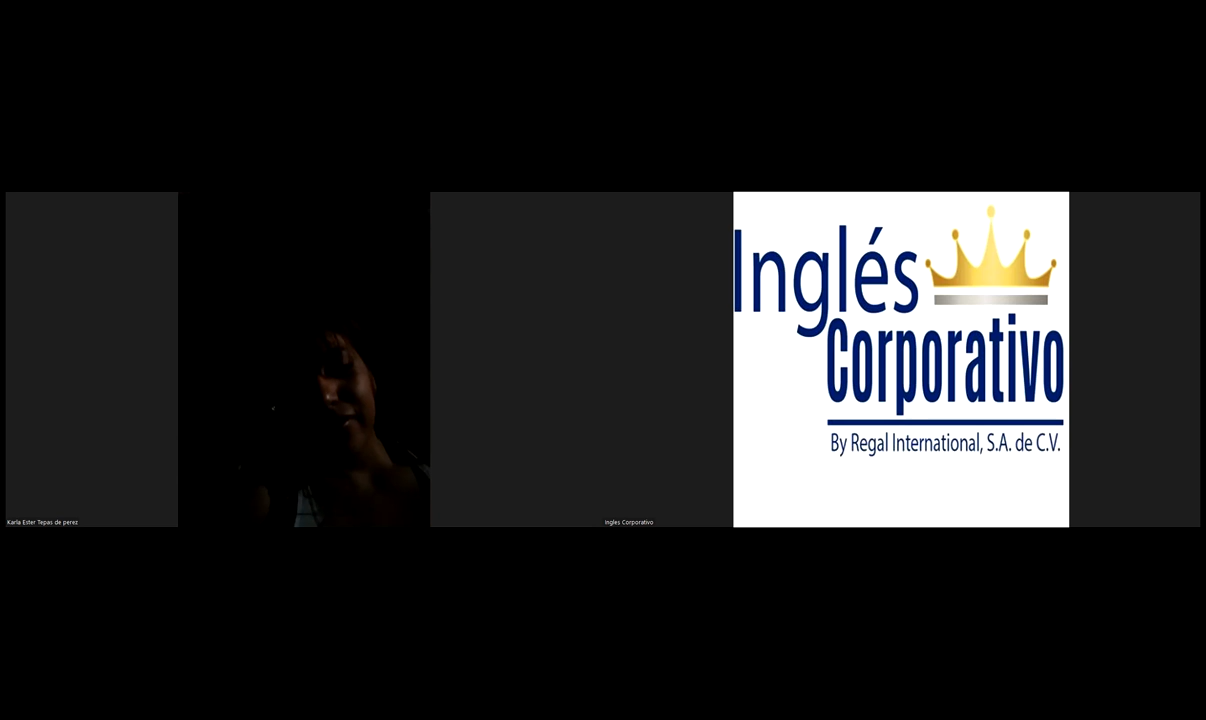 Inglés
Corporativo
By Regal International, S.A. de C.V.
Karla Ester Tepas de perez
Ingles Corporativo